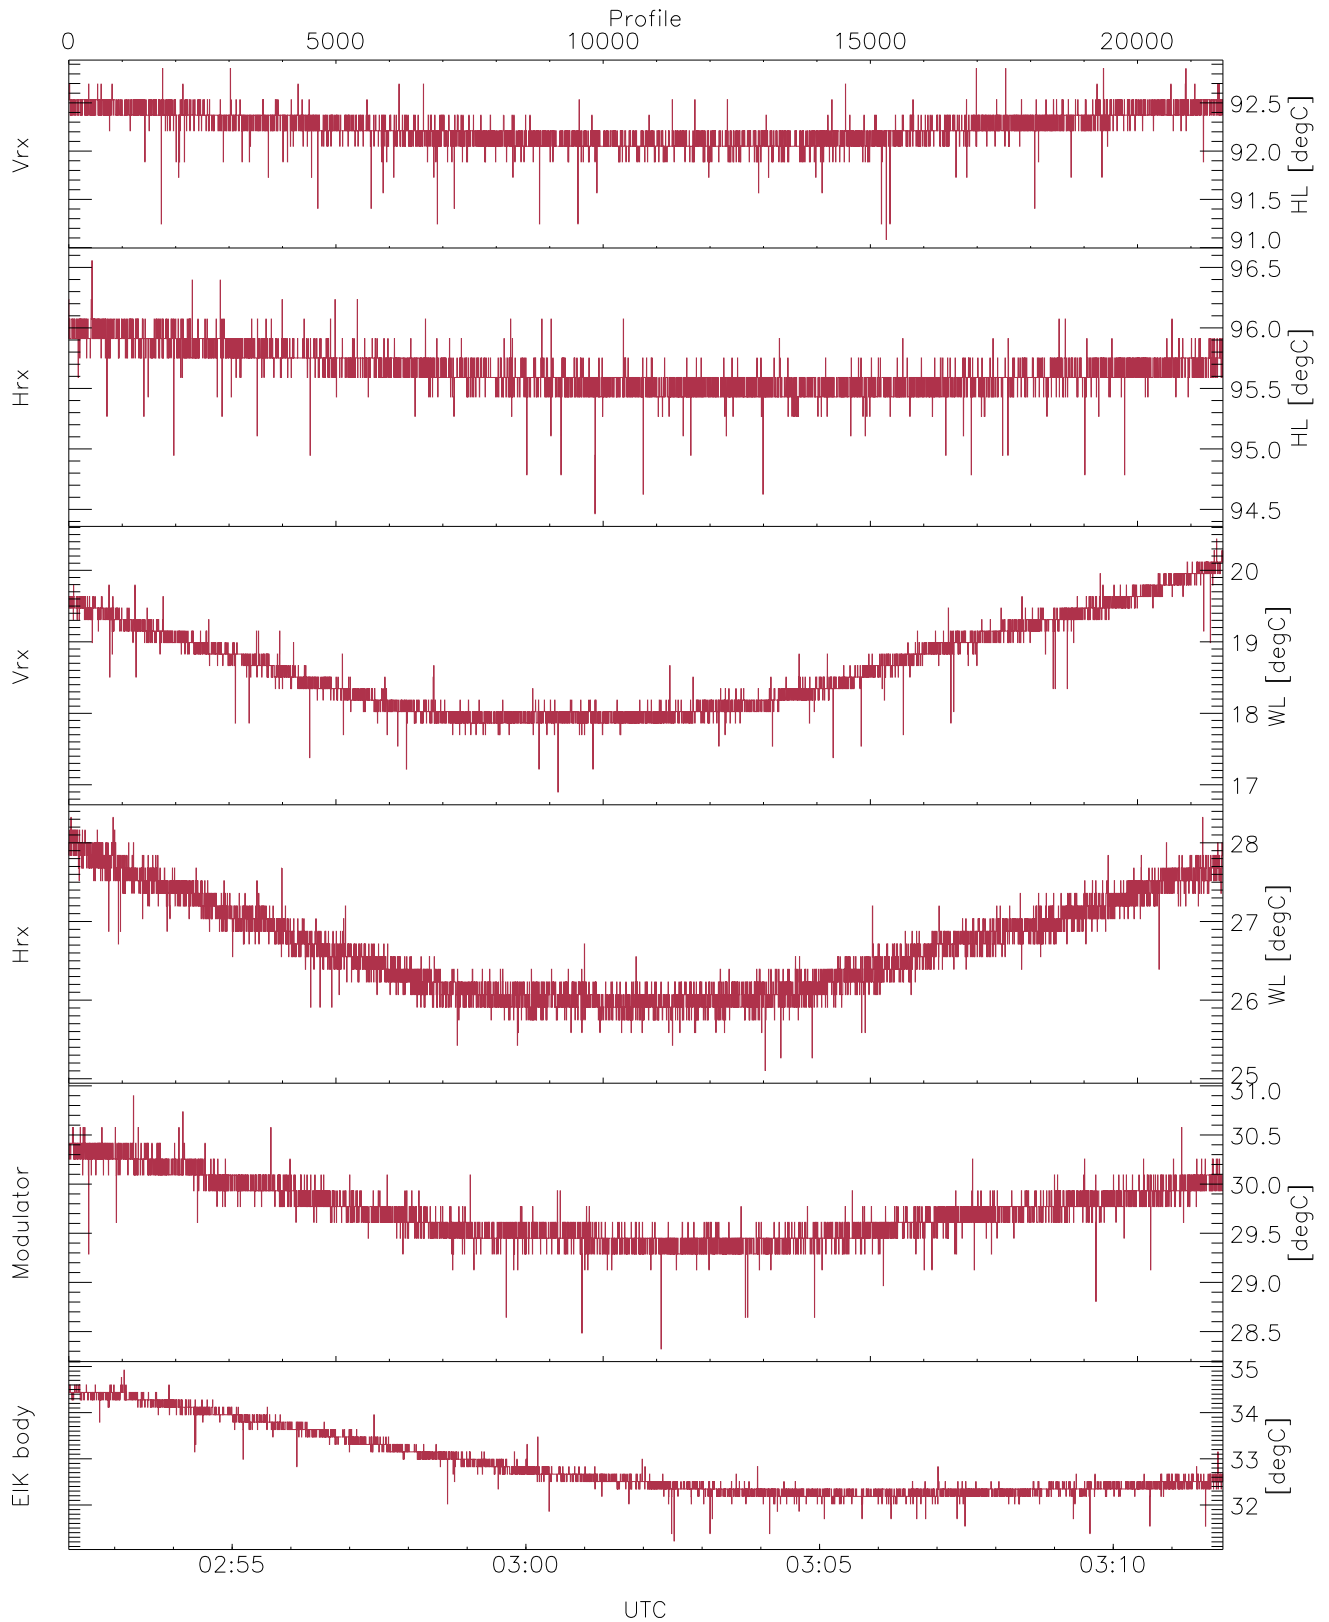 Profile
0 5000 10000 15000 20000
Vrx
92.5
92.0
91.5
91.0
HL [degC]
Hrx
96.5
96.0
95.5
95.0
94.5
HL [degC]
Vrx
20
19
18
17
WL [degC]
Hrx
28
27
26
25
WL [degC]
Modulator
31.0
30.5
30.0
29.5
29.0
28.5
[degC]
EIK body
35
34
33
32
[degC]
02:55 03:00 03:05 03:10
UTC